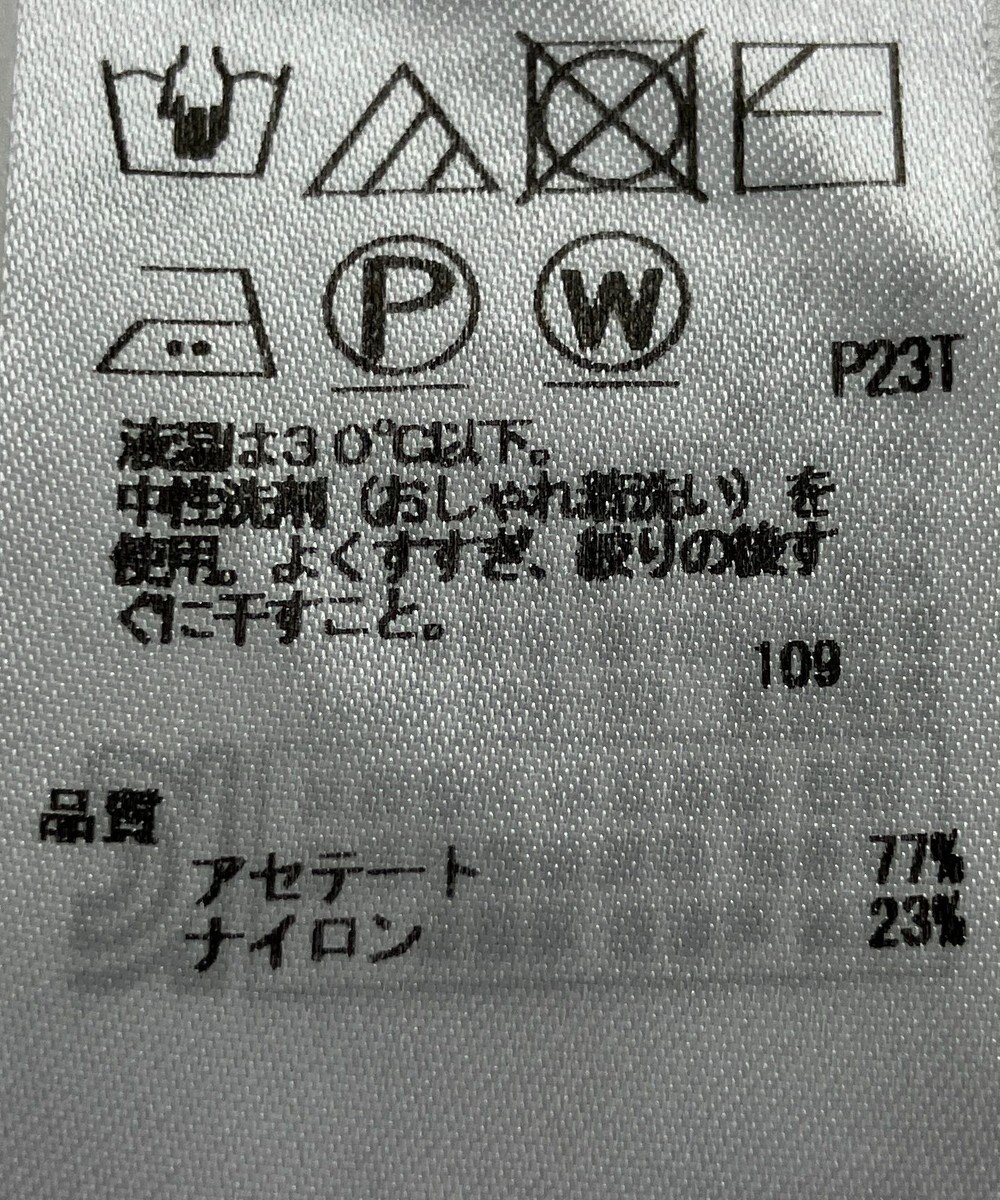 P
W
P23T
液温は30℃以下。
中性洗剤(おしゃれ着洗い)を
使用。よくすすぎ、絞りの後す
ぐに干すこと。
109
品質
アセテート 77%
ナイロン 23%